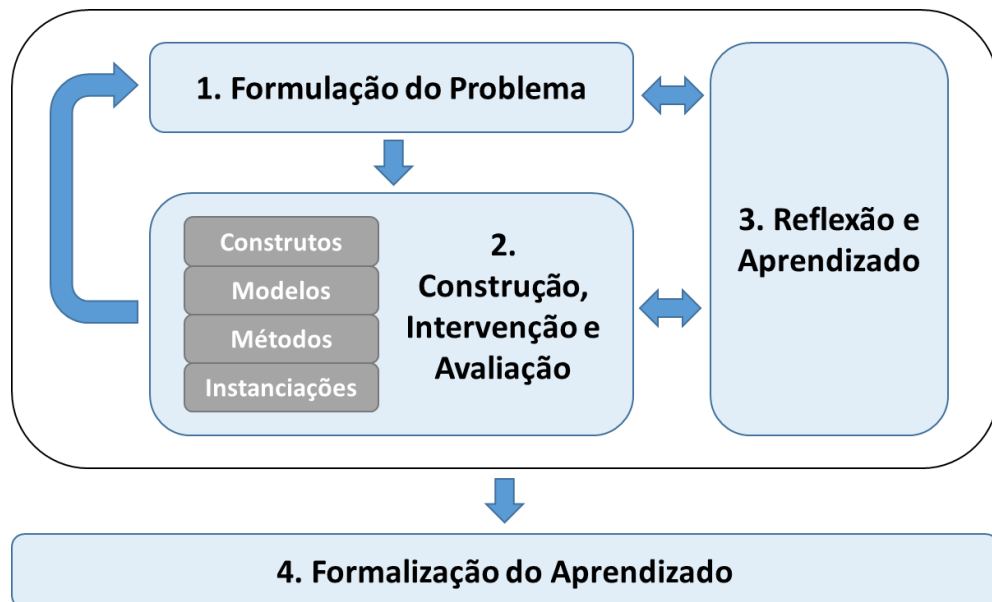 1. Formulação do Problema
Construtos
Modelos
Métodos
Instanciações
2.
Construção,
Intervenção e
Avaliação
3. Reflexão e
Aprendizado
4. Formalização do Aprendizado